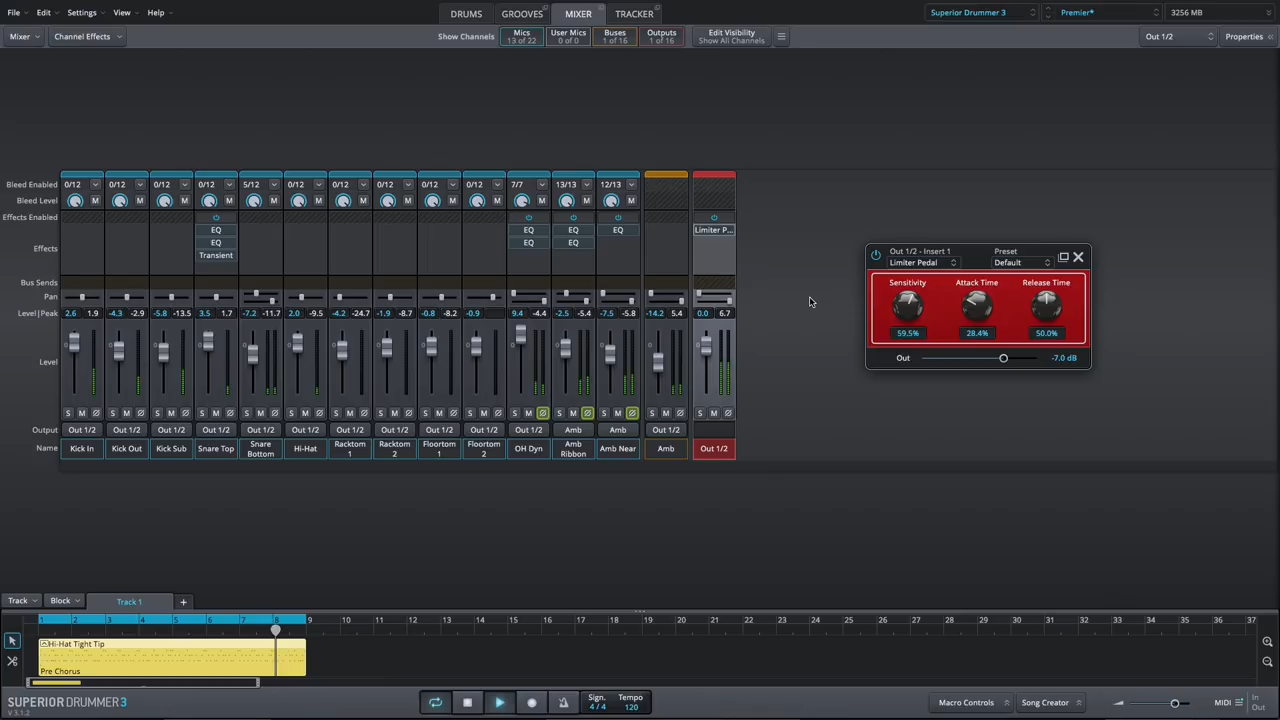 File Edit Settings View Help DRUMS GROOVES MIXER TRACKER Superior Drummer 3 Premier* 3256 MB
Mixer Channel Effects Show Channels Mics 13 of 22 User Mics 0 of 0 Buses 1 of 16 Outputs 1 of 16 Edit Visibility Show All Channels Out 1/2 Properties
Bleed Enabled 0/12 0/12 0/12 0/12 5/12 0/12 0/12 0/12 0/12 0/12 7/7 13/13 12/13
Bleed Level M M M M M M M M M M M M M
Effects Enabled
EQ EQ EQ EQ Limiter P...
Effects EQ EQ EQ
Transient
Bus Sends
Pan
Level|Peak 2.6 1.9 -4.3 -2.9 -5.8 -13.5 3.5 1.7 -7.2 -11.7 2.0 -9.5 -4.2 -24.7 -1.9 -8.7 -0.8 -8.2 -0.9 9.4 -4.4 -2.5 -5.4 -7.5 -5.8 -14.2 5.4 0.0 6.7
Level
S M S M S M S M S M S M S M S M S M S M S M S M S M S M S M
Output Out 1/2 Out 1/2 Out 1/2 Out 1/2 Out 1/2 Out 1/2 Out 1/2 Out 1/2 Out 1/2 Out 1/2 Out 1/2 Amb Amb Out 1/2
Name Kick In Kick Out Kick Sub Snare Top Snare Bottom Hi-Hat Racktom 1 Racktom 2 Floortom 1 Floortom 2 OH Dyn Amb Ribbon Amb Near Amb Out 1/2
Out 1/2 - Insert 1 Preset
Limiter Pedal Default
Sensitivity Attack Time Release Time
59.5% 28.4% 50.0%
Out -7.0 dB
Track Block Track 1 +
1 2 3 4 5 6 7 8 9 10 11 12 13 14 15 16 17 18 19 20 21 22 23 24 25 26 27 28 29 30 31 32 33 34 35 36 37
Hi-Hat Tight Tip
Pre Chorus
SUPERIOR DRUMMER 3 Sign. 4/4 Tempo 120 Macro Controls Song Creator MIDI In Out
V 3.1.2